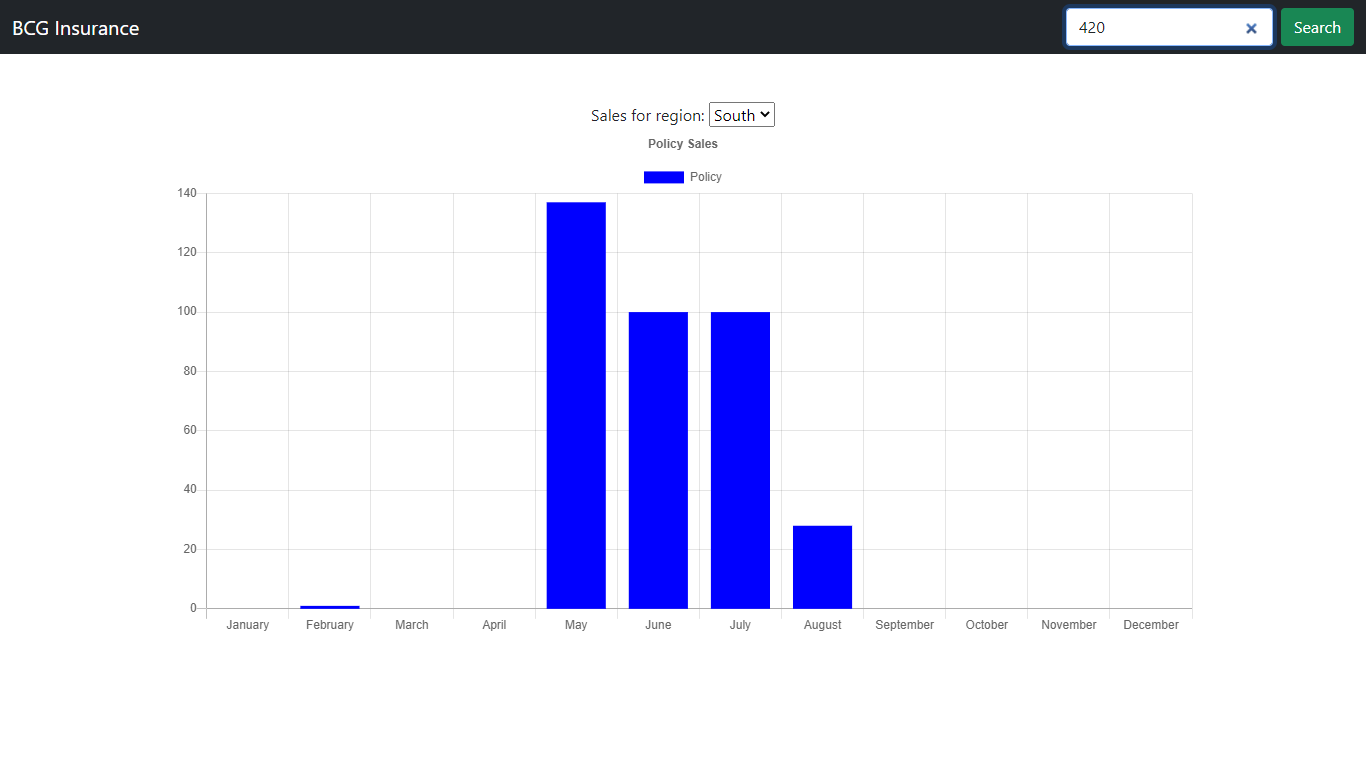 BCG Insurance
420
Search
Sales for region: South
Policy Sales
Policy
140
120
100
80
60
40
20
0
January February March April May June July August September October November December